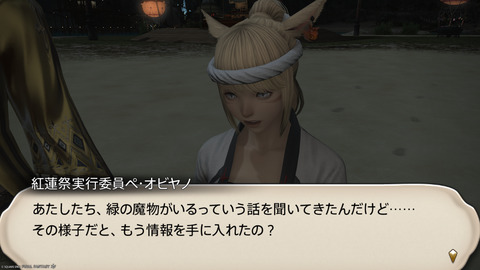 紅蓮祭実行委員ペ・オビヤノ
あたしたち、緑の魔物がいるっていう話を聞いてきたんだけど……
その様子だと、もう情報を手に入れたの？